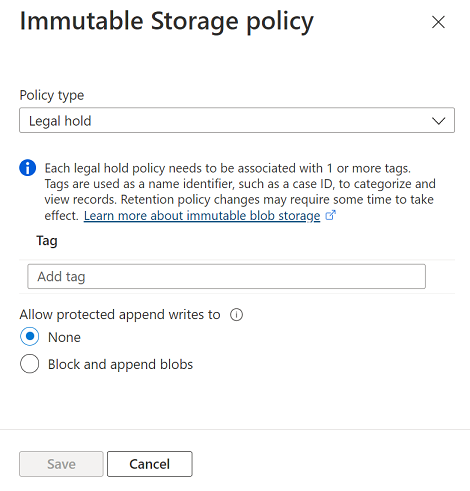 Immutable Storage policy
Policy type
Legal hold
Each legal hold policy needs to be associated with 1 or more tags.
Tags are used as a name identifier, such as a case ID, to categorize and
view records. Retention policy changes may require some time to take
effect. Learn more about immutable blob storage
Tag
Add tag
Allow protected append writes to
None
Block and append blobs
Save Cancel